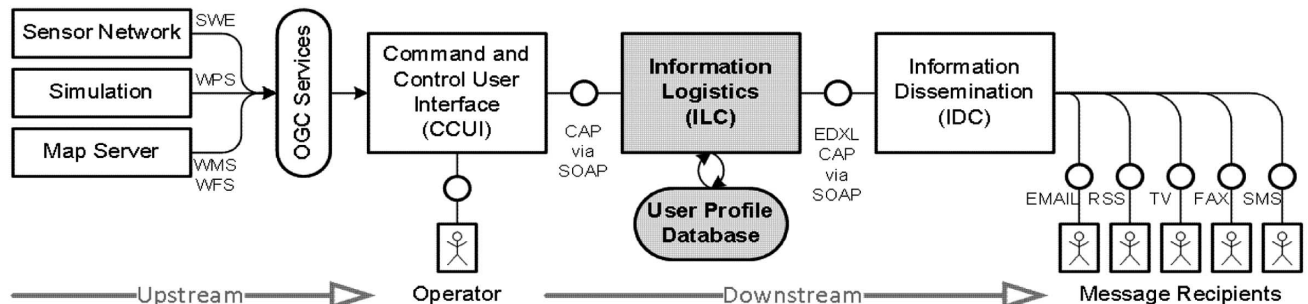 Sensor Network
SWE
Simulation
WPS
Map Server
WMS
WFS
OGC Services
Command and
Control User
Interface
(CCUI)
Operator
CAP
via
SOAP
Information
Logistics
(ILC)
User Profile
Database
EDXL
CAP
via
SOAP
Information
Dissemination
(IDC)
EMAIL RSS TV FAX SMS
Message Recipients
Upstream
Downstream